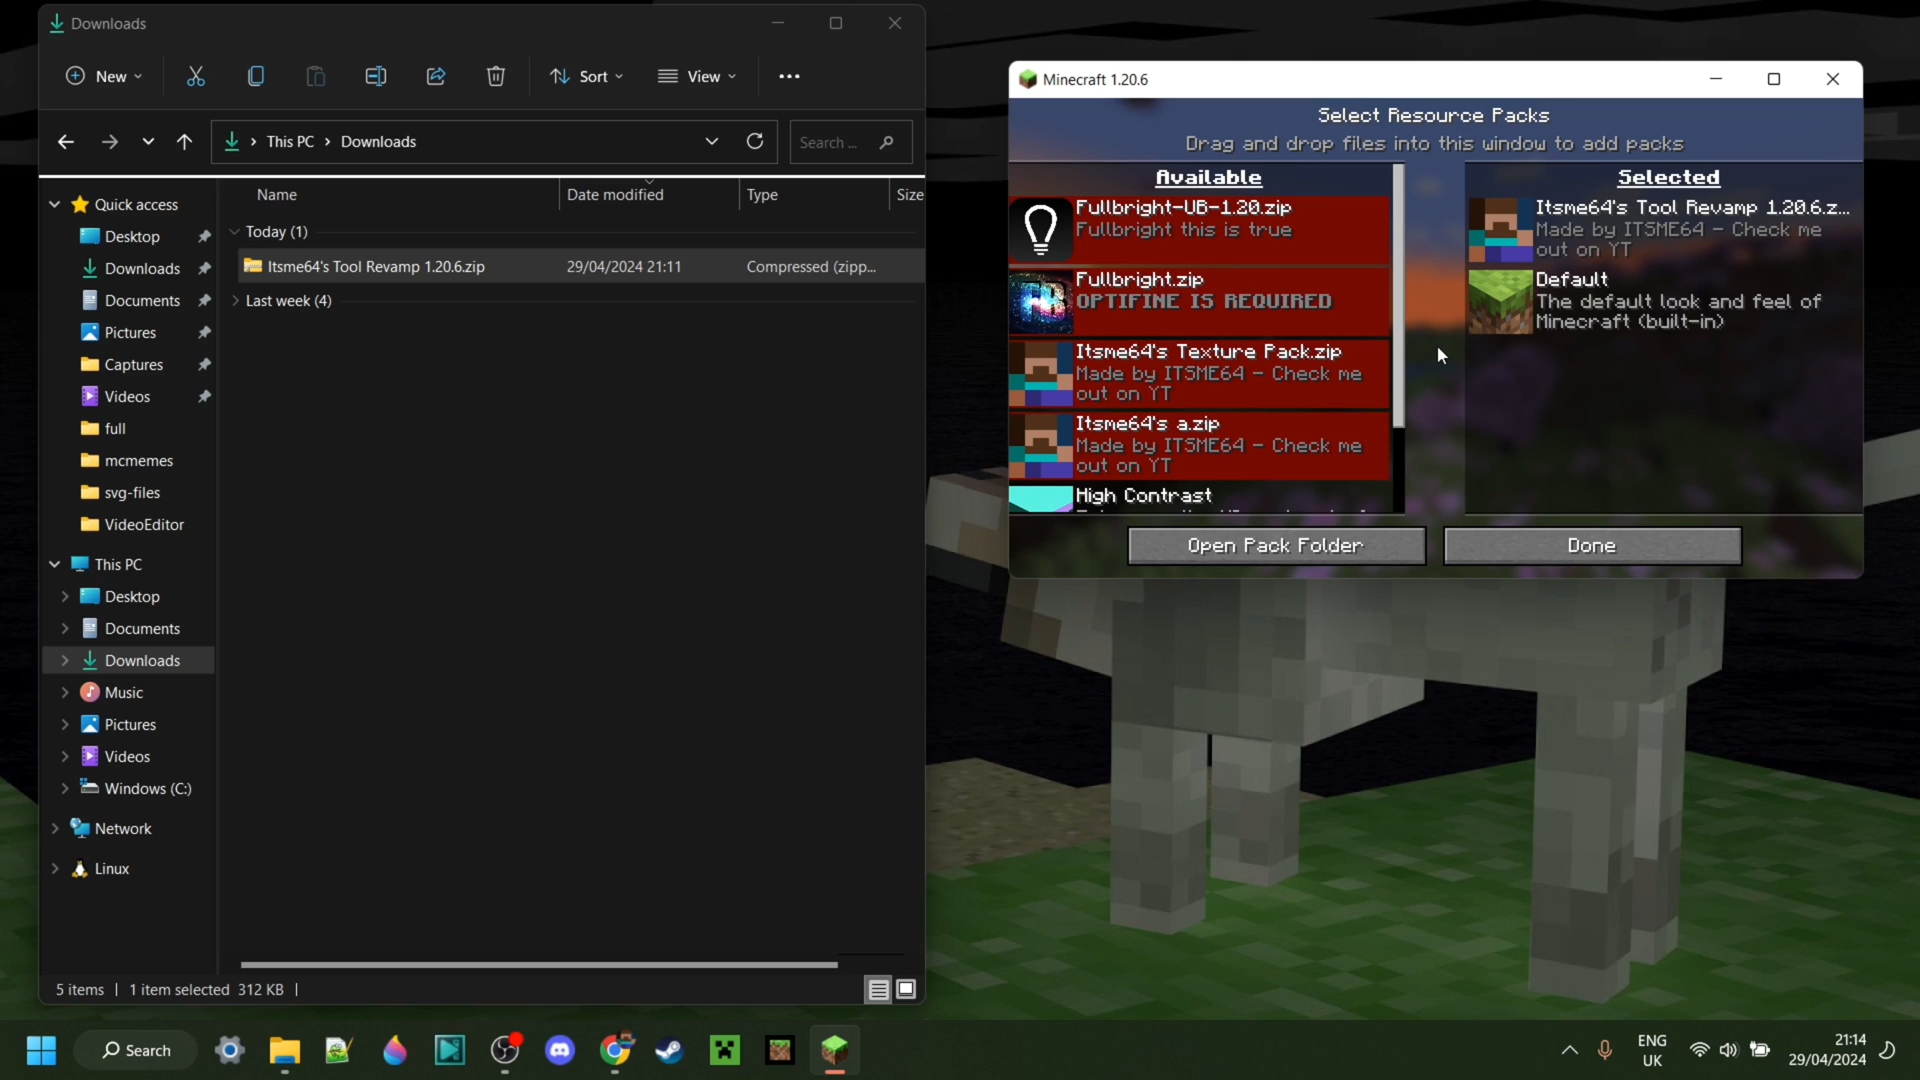 Downloads
New
Sort
View
This PC > Downloads
Search ...
Name
Date modified
Type
Size
Today (1)
Itsme64's Tool Revamp 1.20.6.zip
29/04/2024 21:11
Compressed (zipp...
Last week (4)
Quick access
Desktop
Downloads
Documents
Pictures
Captures
Videos
full
mcmemes
svg-files
VideoEditor
This PC
Desktop
Documents
Downloads
Music
Pictures
Videos
Windows (C:)
Network
Linux
5 items | 1 item selected 312 KB |
Minecraft 1.20.6
Select Resource Packs
Drag and drop files into this window to add packs
Available
Fullbright-UB-1.20.zip
Fullbright this is true
Fullbright.zip
OPTIFINE IS REQUIRED
Itsme64's Texture Pack.zip
Made by ITSME64 - Check me
out on YT
Itsme64's a.zip
Made by ITSME64 - Check me
out on YT
High Contrast
Selected
Itsme64's Tool Revamp 1.20.6.z...
Made by ITSME64 - Check me
out on YT
Default
The default look and feel of
Minecraft (built-in)
Open Pack Folder
Done
Search
ENG
UK
21:14
29/04/2024